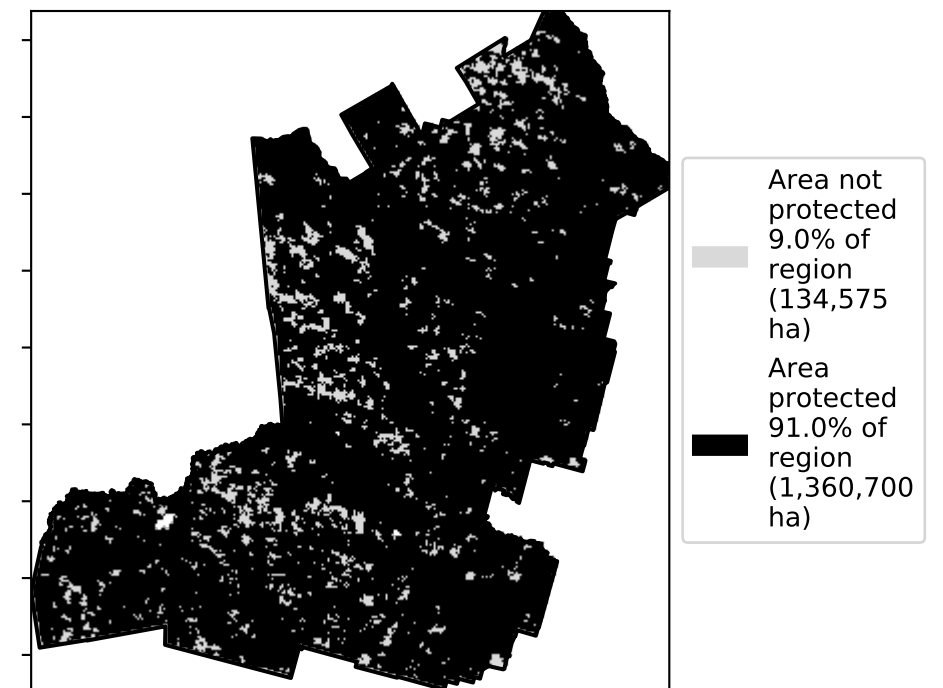 Area not
protected
9.0% of
region
(134,575
ha)
Area
protected
91.0% of
region
(1,360,700
ha)